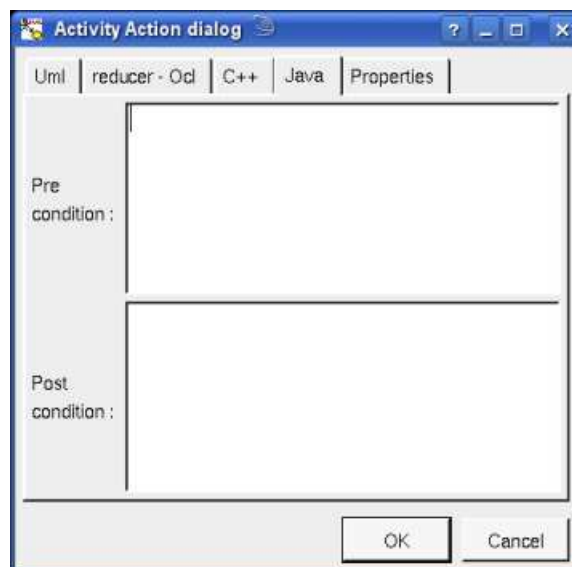 Activity Action dialog
Uml reducer - Ocl C++ Java Properties
Pre
condition :
Post
condition :
OK Cancel